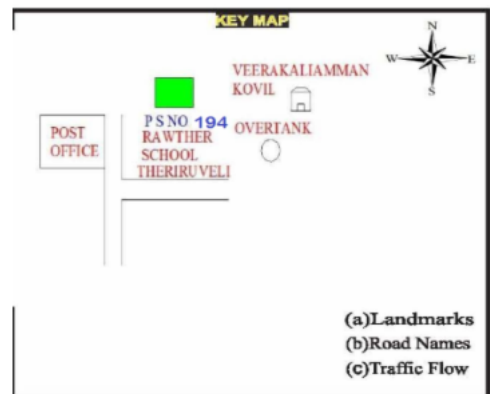 KEY MAP
N
W E
S
VEERAKALIAMMAN
KOVIL
P S NO 194
OVERTANK
RAWTHER
SCHOOL
THERIRUVELI
POST
OFFICE
(a)Landmarks
(b)Road Names
(c)Traffic Flow